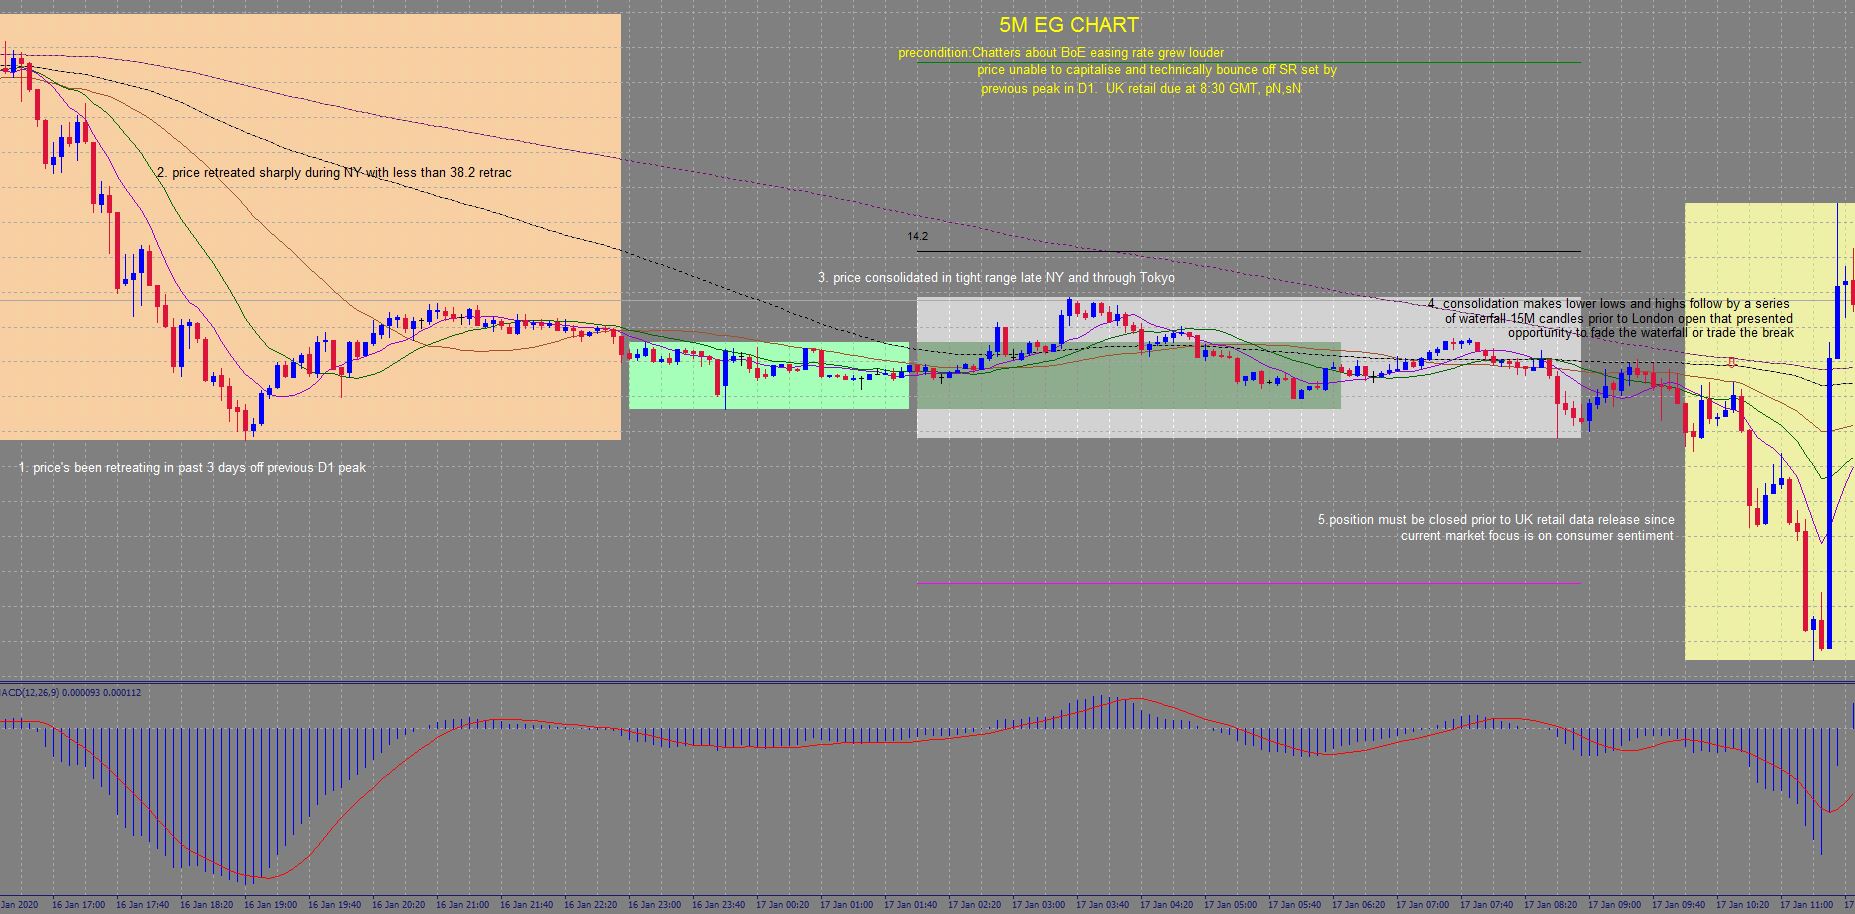 5M EG CHART
precondition:Chatters about BoE easing rate grew louder
price unable to capitalise and technically bounce off SR set by
previous peak in D1.  UK retail due at 8:30 GMT, pN,sN
2. price retreated sharply during NY with less than 38.2 retrac
14.2
3. price consolidated in tight range late NY and through Tokyo
4. consolidation makes lower lows and highs follow by a series
of waterfall 15M candles prior to London open that presented
opportunity to fade the waterfall or trade the break
1. price's been retreating in past 3 days off previous D1 peak
5.position must be closed prior to UK retail data release since
current market focus is on consumer sentiment
ACD(12,26,9) 0.000093 0.000112
Jan 2020 16 Jan 17:00 16 Jan 17:40 16 Jan 18:20 16 Jan 19:00 16 Jan 19:40 16 Jan 20:20 16 Jan 21:00 16 Jan 21:40 16 Jan 22:20 16 Jan 23:00 16 Jan 23:40 17 Jan 00:20 17 Jan 01:00 17 Jan 01:40 17 Jan 02:20 17 Jan 03:00 17 Jan 03:40 17 Jan 04:20 17 Jan 05:00 17 Jan 05:40 17 Jan 06:20 17 Jan 07:00 17 Jan 07:40 17 Jan 08:20 17 Jan 09:00 17 Jan 09:40 17 Jan 10:20 17 Jan 11:00 17